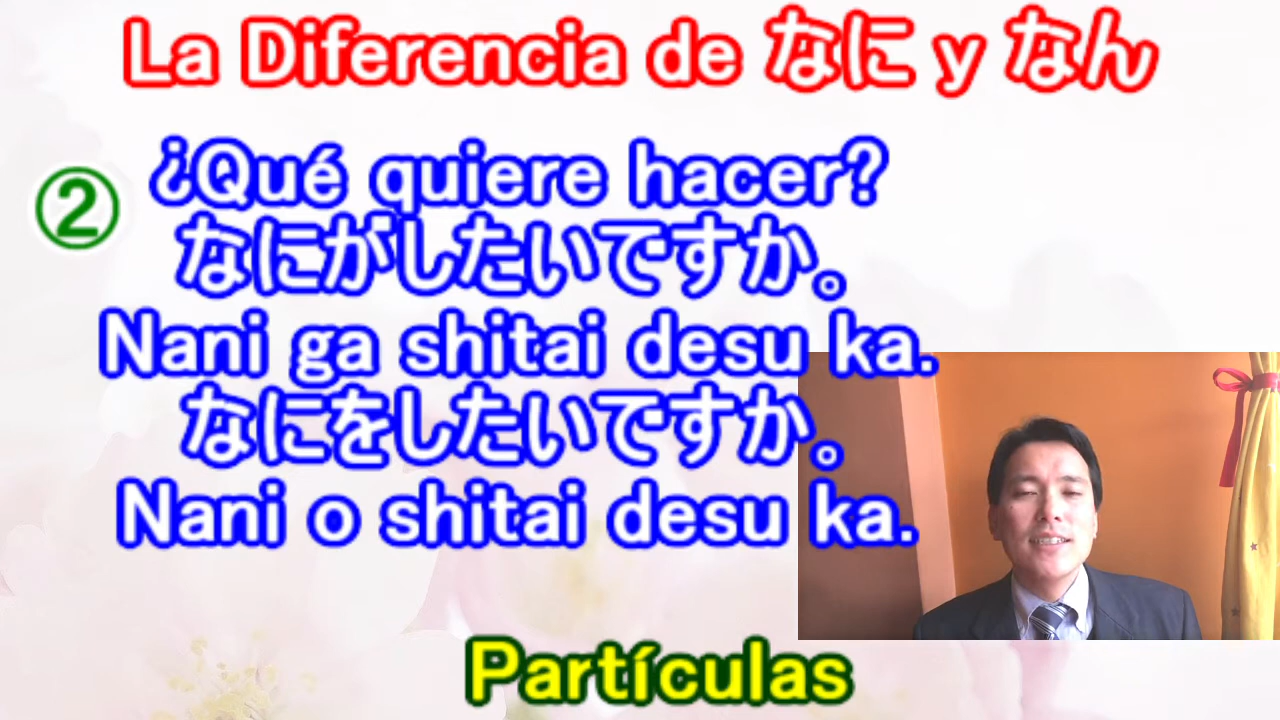 La Diferencia de なに y なん
② ¿Qué quiere hacer?
なにがしたいですか。
Nani ga shitai desu ka.
なにをしたいですか。
Nani o shitai desu ka.
Partículas